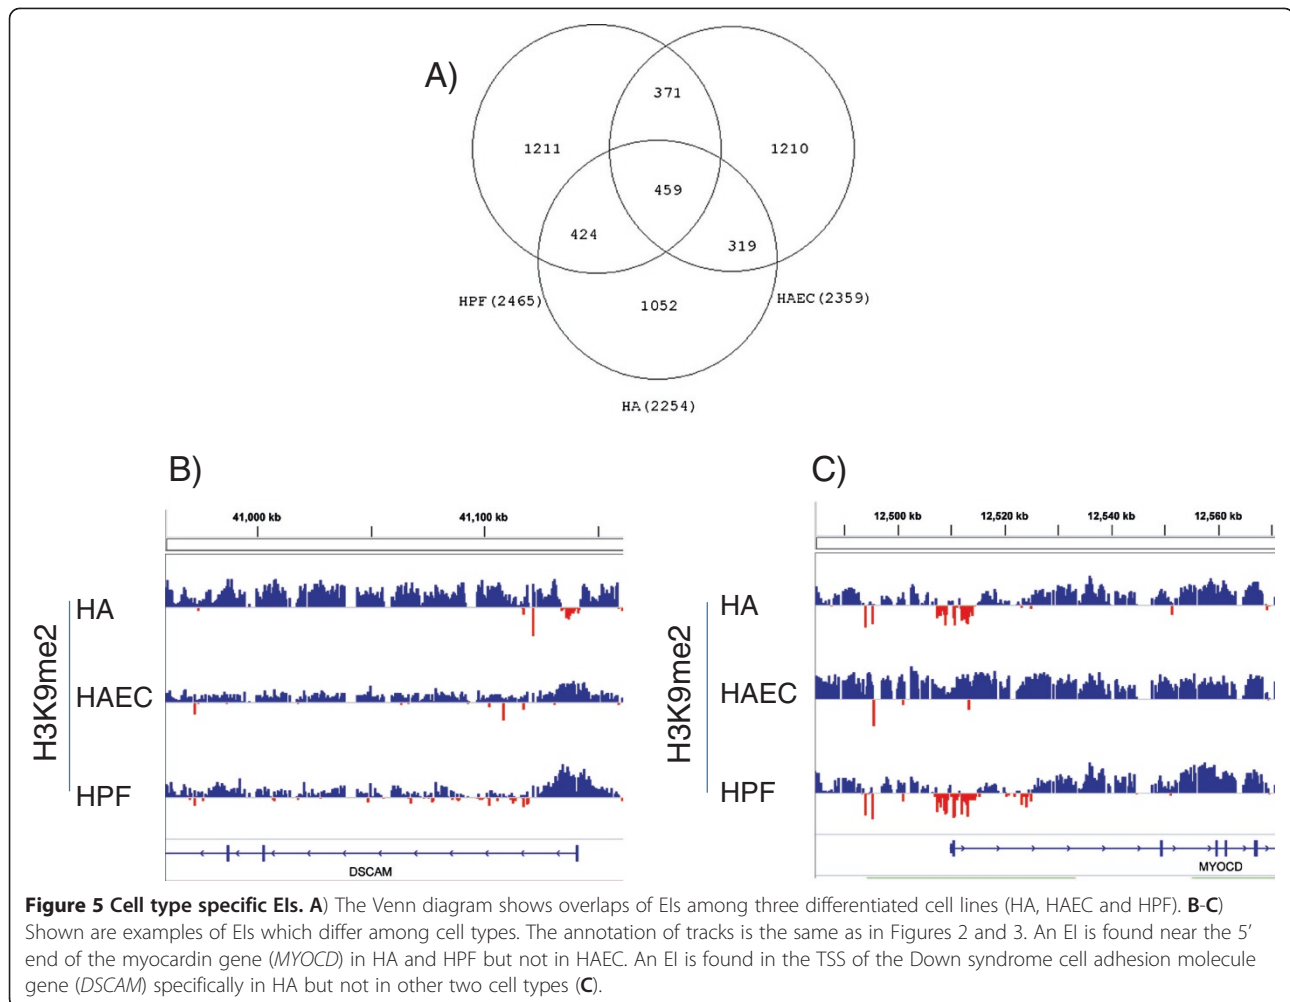 A)
371
1211
1210
459
424
319
HPF(2465)
1052
HAEC(2359)
HA(2254)
B)
41,000 kb
41,100 kb
H3K9me2
HA
HAEC
HPF
DSCAM
C)
12,500 kb
12,520 kb
12,540 kb
12,560 kb
H3K9me2
HA
HAEC
HPF
MYOCD
Figure 5 Cell type specific EIs. A) The Venn diagram shows overlaps of EIs among three differentiated cell lines (HA, HAEC and HPF). B-C)
Shown are examples of EIs which differ among cell types. The annotation of tracks is the same as in Figures 2 and 3. An EI is found near the 5′
end of the myocardin gene (MYOCD) in HA and HPF but not in HAEC. An EI is found in the TSS of the Down syndrome cell adhesion molecule
gene (DSCAM) specifically in HA but not in other two cell types (C).